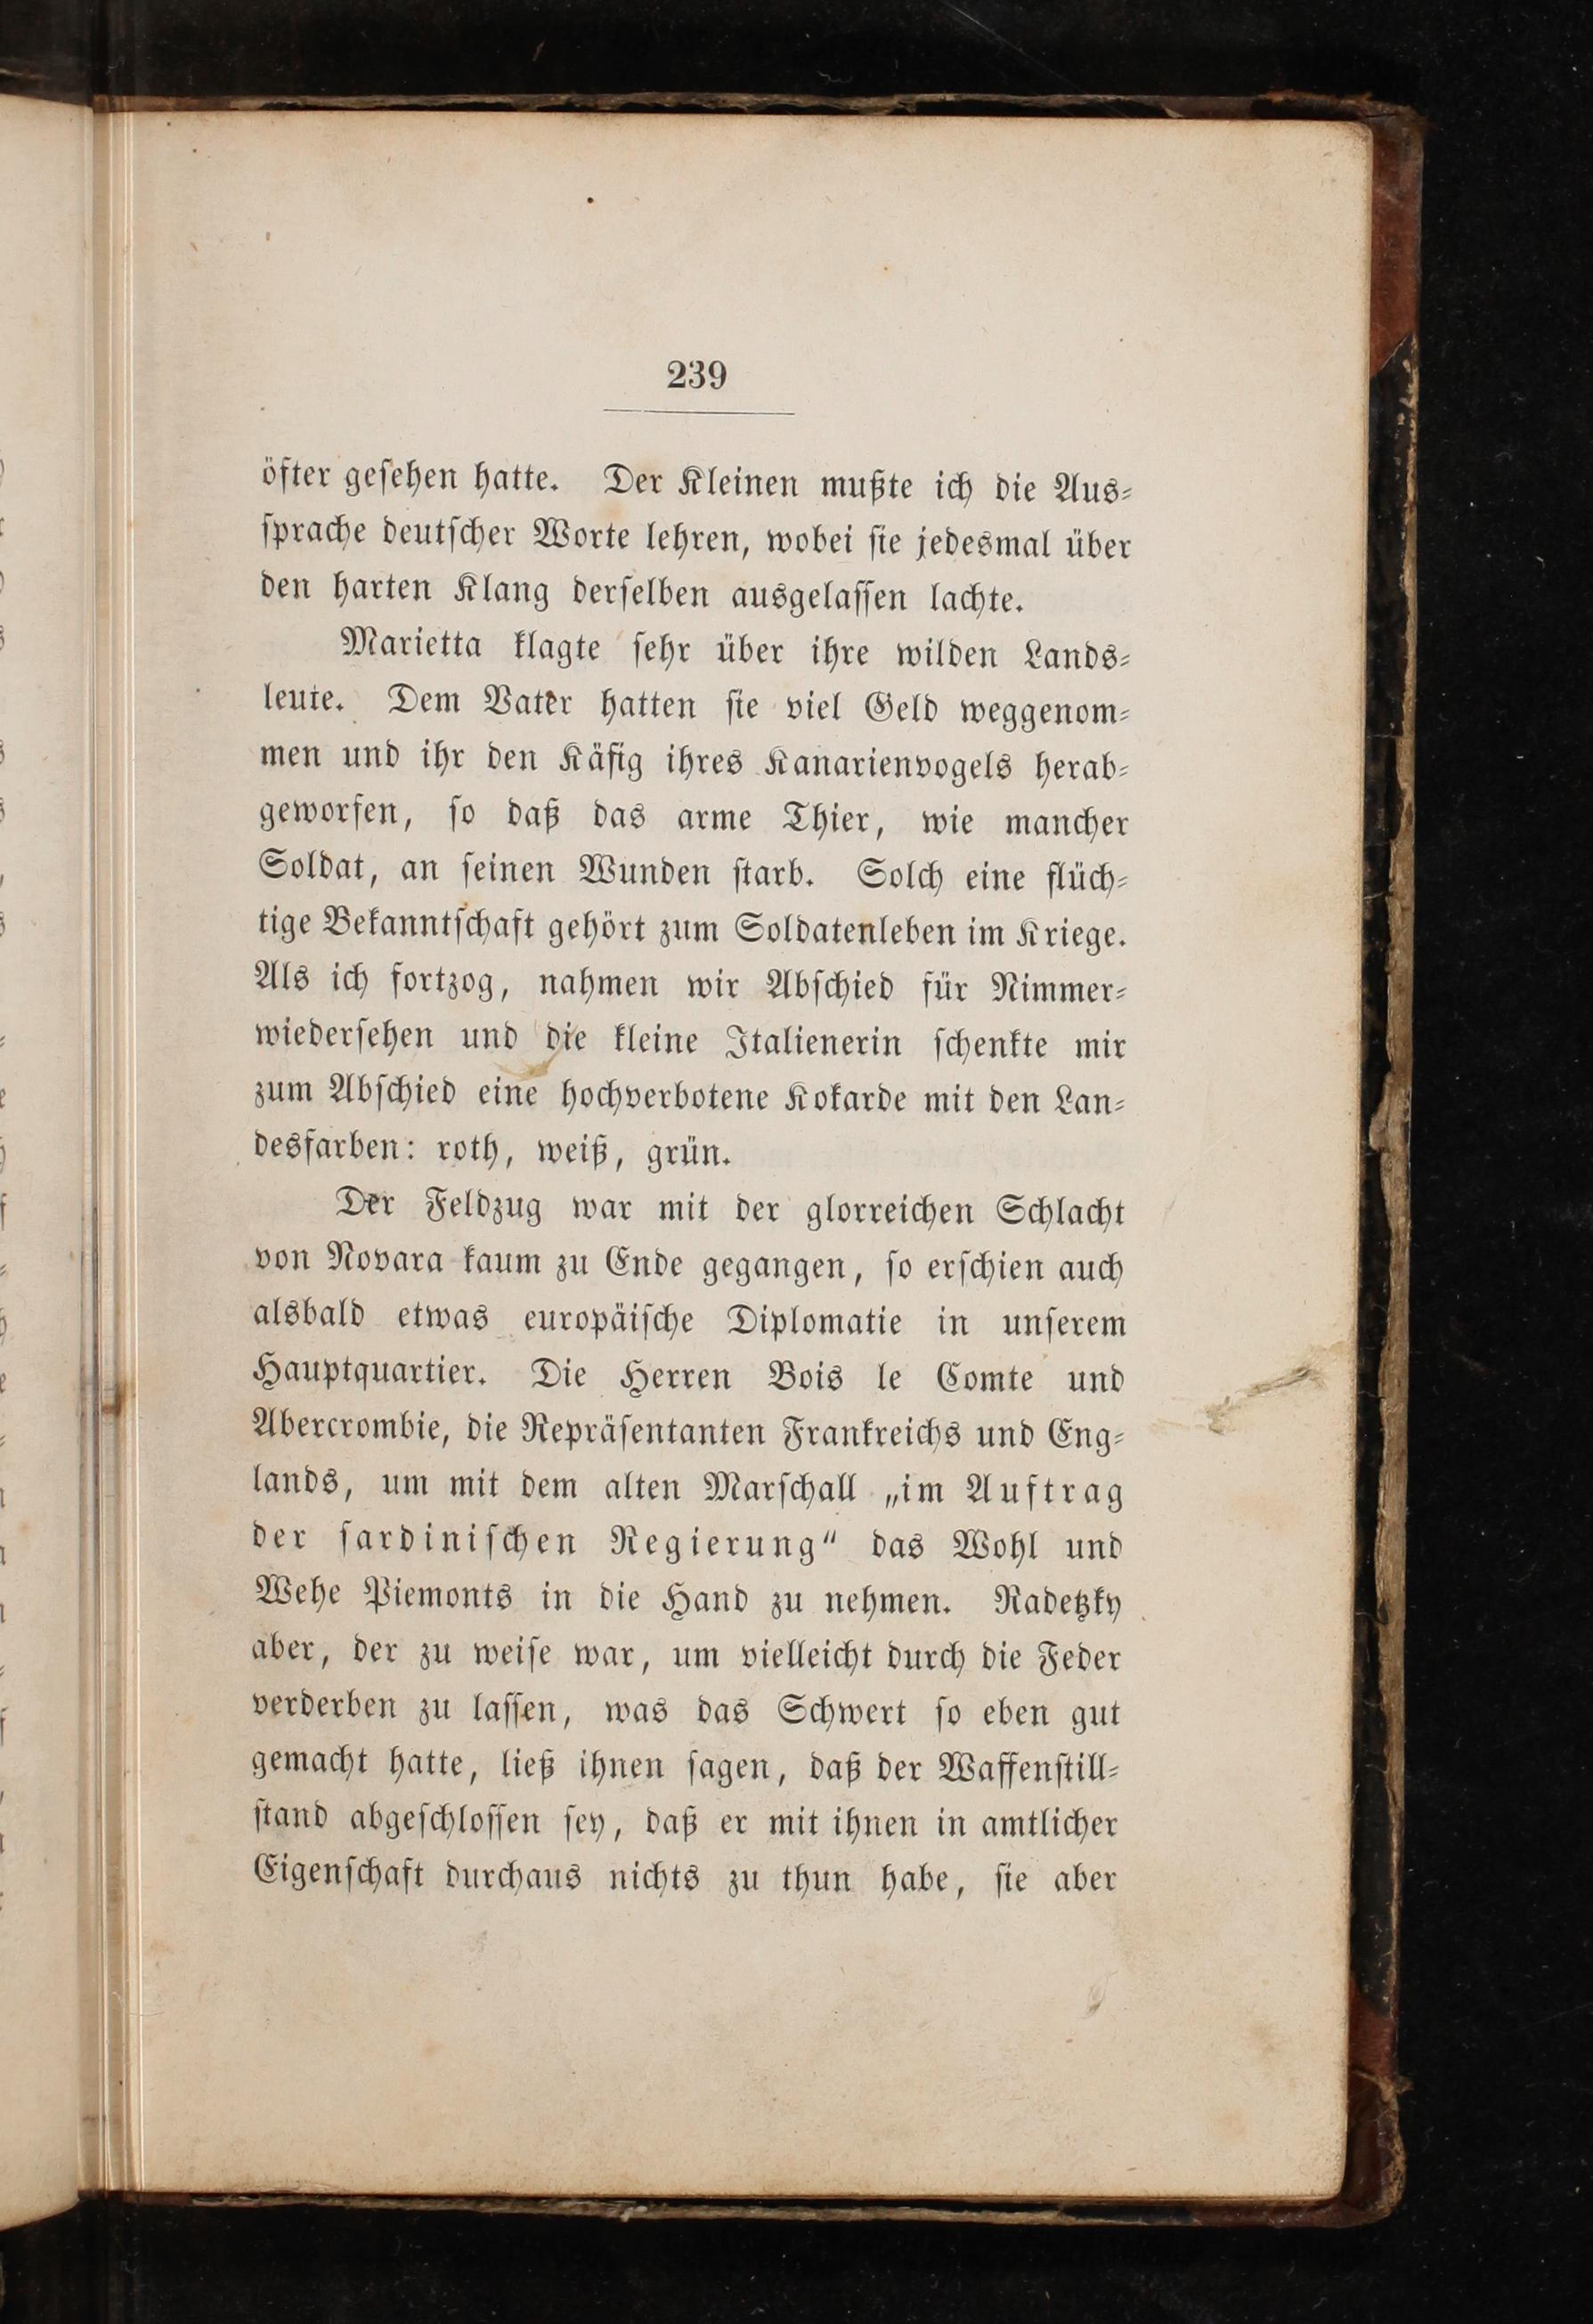 239
öfter geſehen hatte. Der Kleinen mußte ich die Aus⸗
ſprache deutſcher Worte lehren, wobei ſie jedesmal über
den harten Klang derſelben ausgelaſſen lachte.
Marietta klagte ſehr über ihre wilden Lands⸗
leute. Dem Vater hatten ſie viel Geld weggenom⸗
men und ihr den Käfig ihres Kanarienvogels herab⸗
geworfen, ſo daß das arme Thier, wie mancher
Soldat, an ſeinen Wunden ſtarb. Solch eine flüch⸗
tige Bekanntſchaft gehört zum Soldatenleben im Kriege.
Als ich fortzog, nahmen wir Abſchied für Nimmer⸗
wiederſehen und die kleine Italienerin ſchenkte mir
zum Abſchied eine hochverbotene Kokarde mit den Lan⸗
desfarben: roth, weiß, grün.
Der Feldzug war mit der glorreichen Schlacht
von Novara kaum zu Ende gegangen, ſo erſchien auch
alsbald etwas europäiſche Diplomatie in unſerem
Hauptquartier. Die Herren Bois le Comte und
Abercrombie, die Repräſentanten Frankreichs und Eng⸗
lands, um mit dem alten Marſchall „im Auftrag
der ſardiniſchen Regierung“ das Wohl und
Wehe Piemonts in die Hand zu nehmen. Radetzky
aber, der zu weiſe war, um vielleicht durch die Feder
verderben zu laſſen, was das Schwert ſo eben gut
gemacht hatte, ließ ihnen ſagen, daß der Waffenſtill⸗
ſtand abgeſchloſſen ſey, daß er mit ihnen in amtlicher
Eigenſchaft durchaus nichts zu thun habe, ſie aber